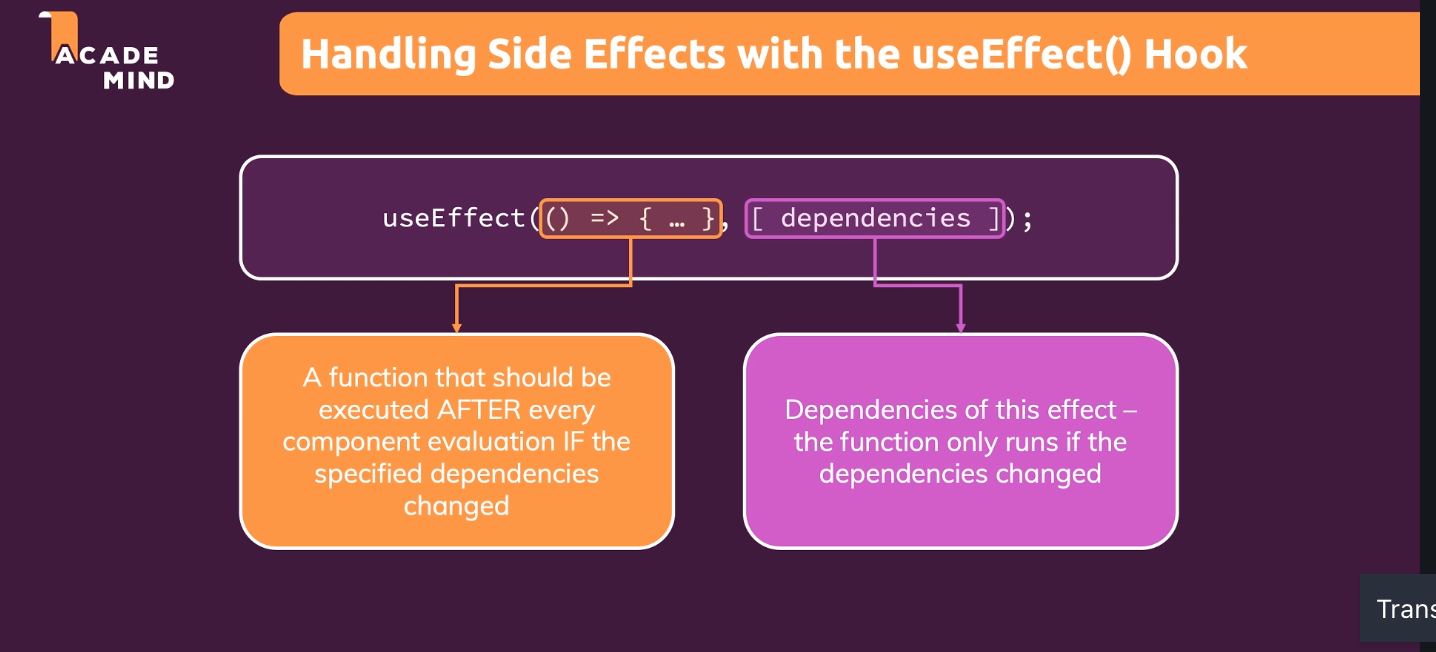 ACADE
MIND
Handling Side Effects with the useEffect() Hook
useEffect(() => { … }, [ dependencies ]);
A function that should be
executed AFTER every
component evaluation IF the
specified dependencies
changed
Dependencies of this effect –
the function only runs if the
dependencies changed
Trans